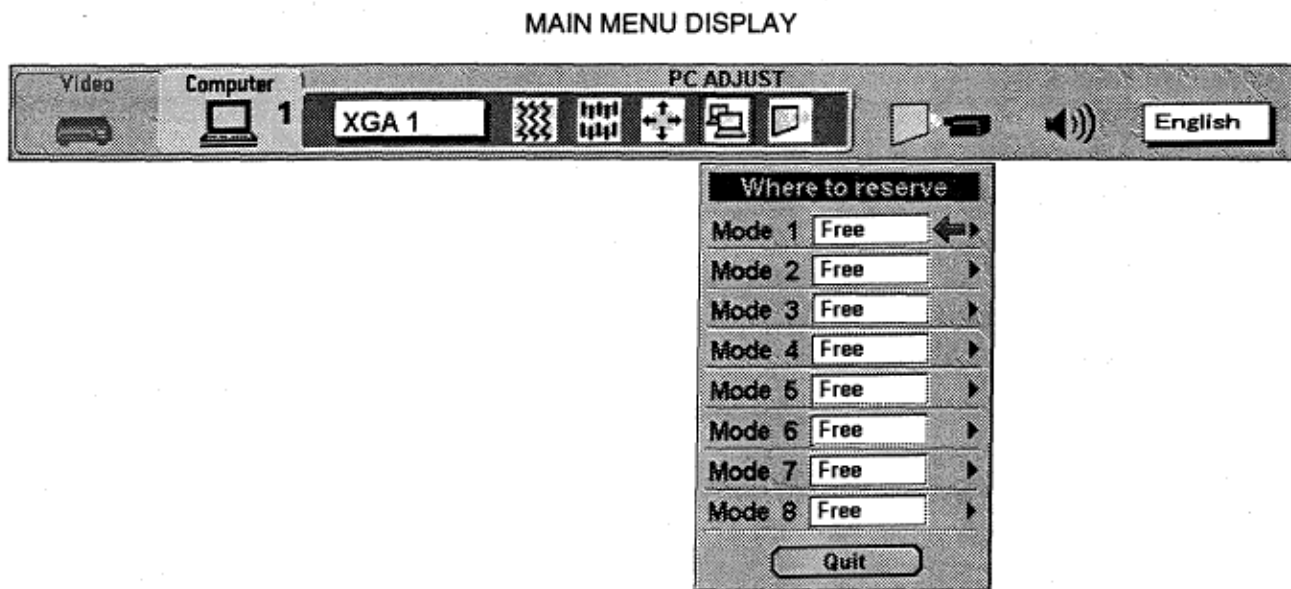 MAIN MENU DISPLAY
Video
Computer
PC ADJUST
1
XGA 1
English
Where to reserve
Mode 1 Free
Mode 2 Free
Mode 3 Free
Mode 4 Free
Mode 5 Free
Mode 6 Free
Mode 7 Free
Mode 8 Free
Quit